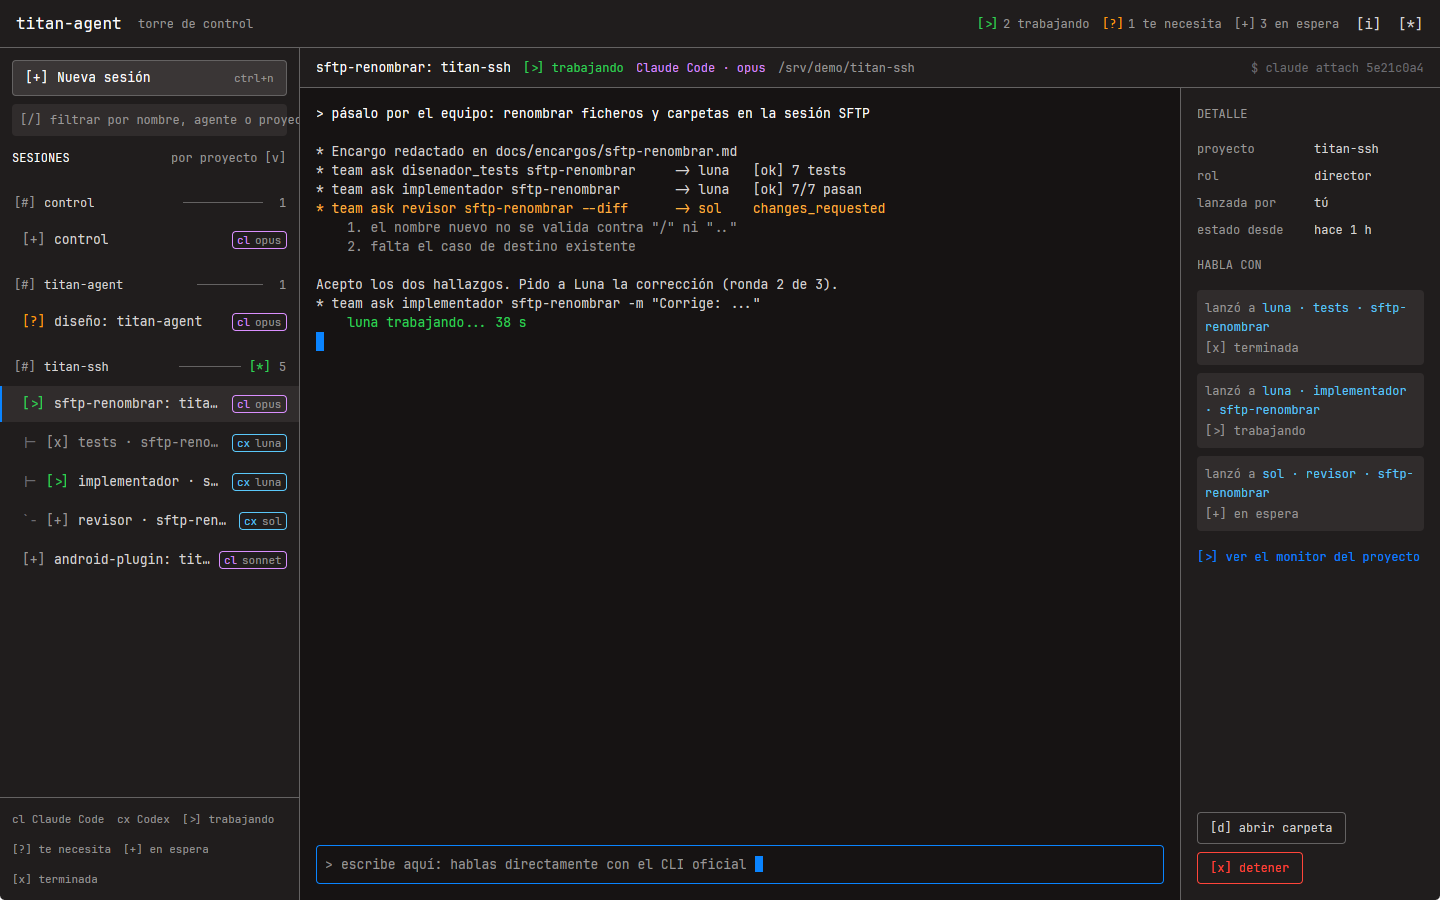 titan-agent torre de control
[>] 2 trabajando [?] 1 te necesita [+] 3 en espera [i] [*]
[+] Nueva sesión ctrl+n
[/] filtrar por nombre, agente o proyec
SESIONES por proyecto [v]
[#] control 1
[+] control cl opus
[#] titan-agent 1
[?] diseño: titan-agent cl opus
[#] titan-ssh [*] 5
[>] sftp-renombrar: tita… cl opus
├ [x] tests · sftp-reno… cx luna
├ [>] implementador · s… cx luna
`- [+] revisor · sftp-ren… cx sol
[+] android-plugin: tit… cl sonnet
cl Claude Code cx Codex [>] trabajando
[?] te necesita [+] en espera
[x] terminada
sftp-renombrar: titan-ssh [>] trabajando Claude Code · opus /srv/demo/titan-ssh $ claude attach 5e21c0a4
> pásalo por el equipo: renombrar ficheros y carpetas en la sesión SFTP
* Encargo redactado en docs/encargos/sftp-renombrar.md
* team ask disenador_tests sftp-renombrar -> luna [ok] 7 tests
* team ask implementador sftp-renombrar -> luna [ok] 7/7 pasan
* team ask revisor sftp-renombrar --diff -> sol changes_requested
1. el nombre nuevo no se valida contra "/" ni ".."
2. falta el caso de destino existente
Acepto los dos hallazgos. Pido a Luna la corrección (ronda 2 de 3).
* team ask implementador sftp-renombrar -m "Corrige: ..."
luna trabajando... 38 s
> escribe aquí: hablas directamente con el CLI oficial
DETALLE
proyecto titan-ssh
rol director
lanzada por tú
estado desde hace 1 h
HABLA CON
lanzó a luna · tests · sftp-
renombrar
[x] terminada
lanzó a luna · implementador
· sftp-renombrar
[>] trabajando
lanzó a sol · revisor · sftp-
renombrar
[+] en espera
[>] ver el monitor del proyecto
[d] abrir carpeta
[x] detener